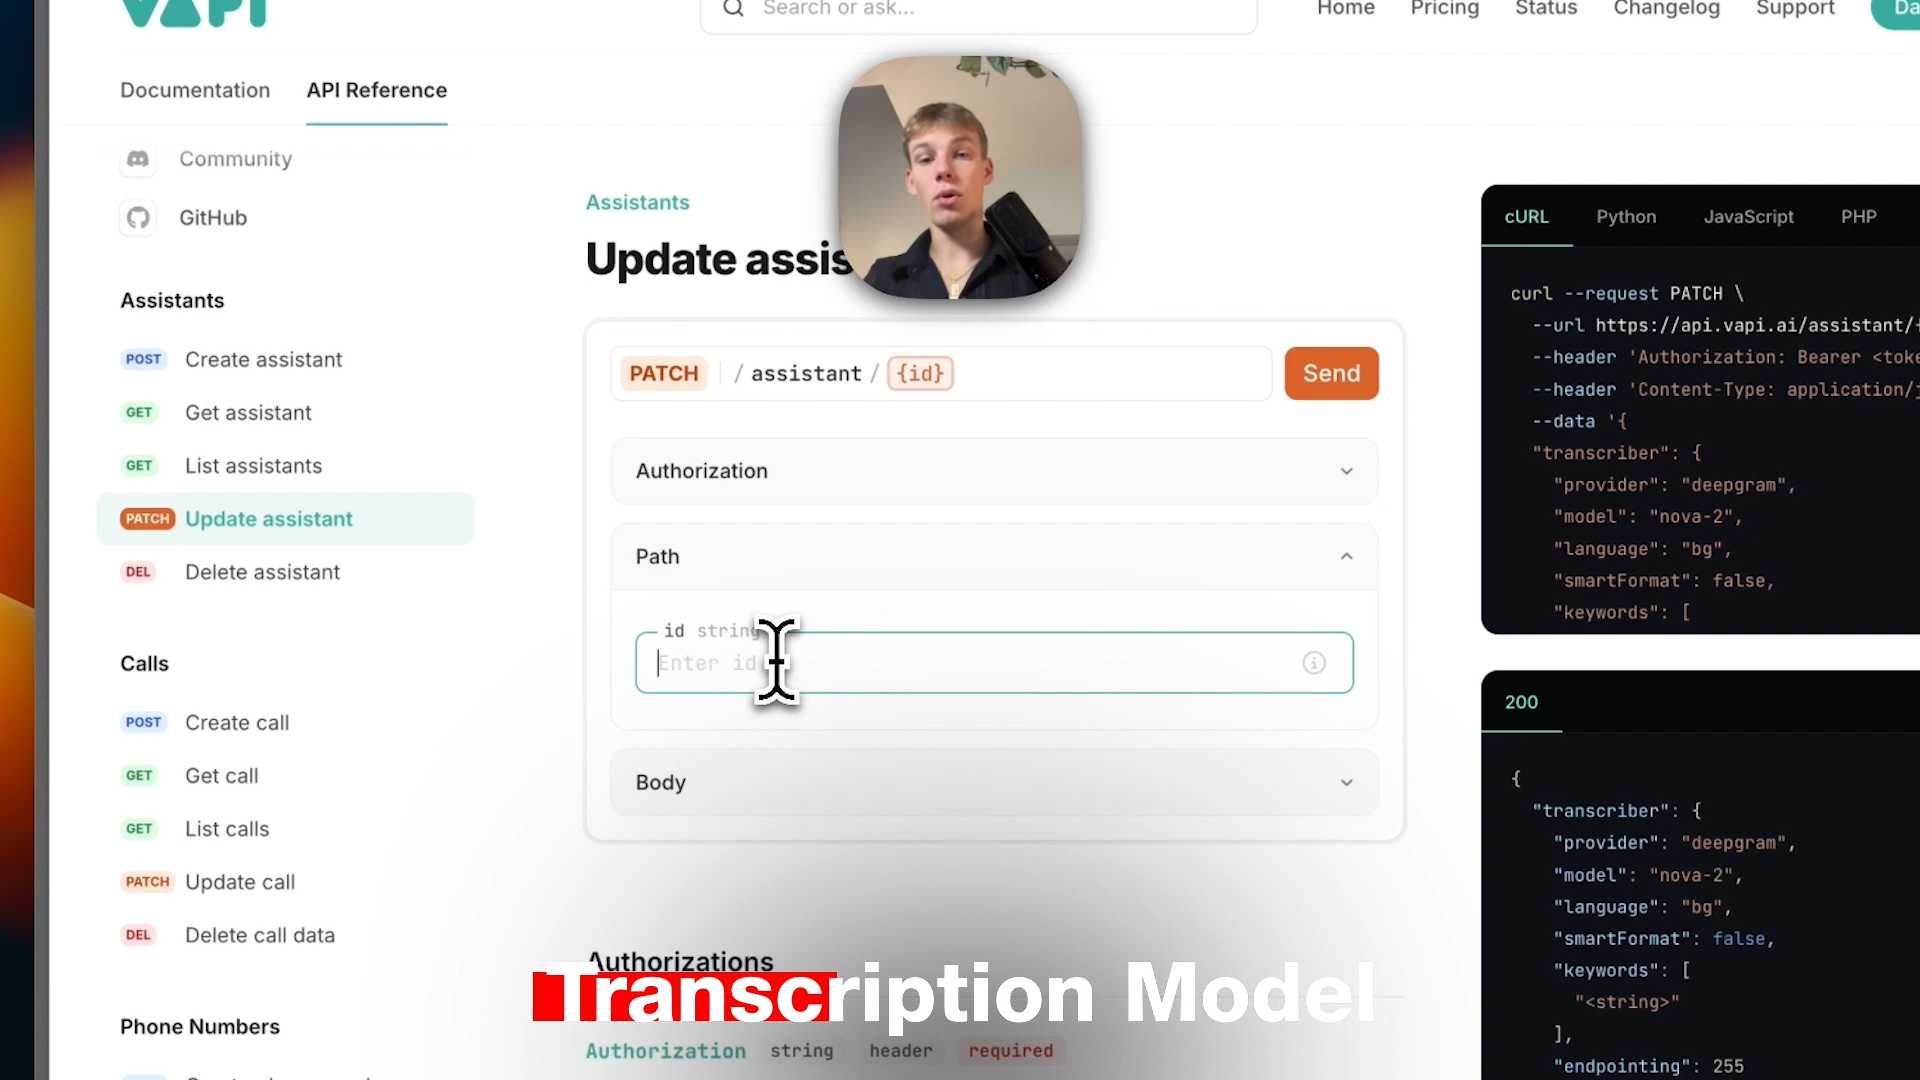 VAPI
Search or ask...
Home
Pricing
Status
Changelog
Support
Da
Documentation
API Reference
Community
GitHub
Assistants
POST Create assistant
GET Get assistant
GET List assistants
PATCH Update assistant
DEL Delete assistant
Calls
POST Create call
GET Get call
GET List calls
PATCH Update call
DEL Delete call data
Phone Numbers
Assistants
Update assis
PATCH / assistant / {id}
Send
Authorization
Path
id string
Enter id
Body
Authorizations
Transcription Model
Authorization string header required
cURL
Python
JavaScript
PHP
curl --request PATCH \
--url https://api.vapi.ai/assistant/{
--header 'Authorization: Bearer <toke
--header 'Content-Type: application/j
--data '{
"transcriber": {
"provider": "deepgram",
"model": "nova-2",
"language": "bg",
"smartFormat": false,
"keywords": [
200
{
"transcriber": {
"provider": "deepgram",
"model": "nova-2",
"language": "bg",
"smartFormat": false,
"keywords": [
"<string>"
],
"endpointing": 255